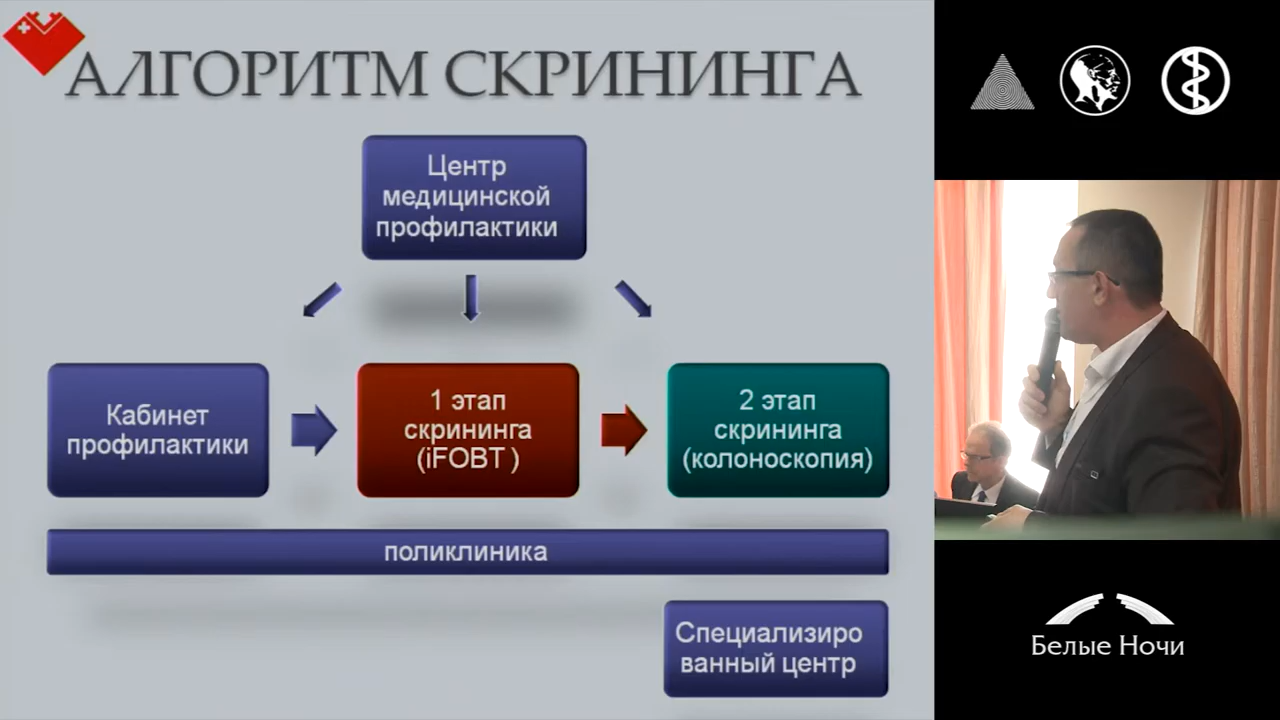 АЛГОРИТМ СКРИНИНГА
Центр
медицинской
профилактики
Кабинет
профилактики
1 этап
скрининга
(iFOBT )
2 этап
скрининга
(колоноскопия)
поликлиника
Специализиро
ванный центр
Белые Ночи